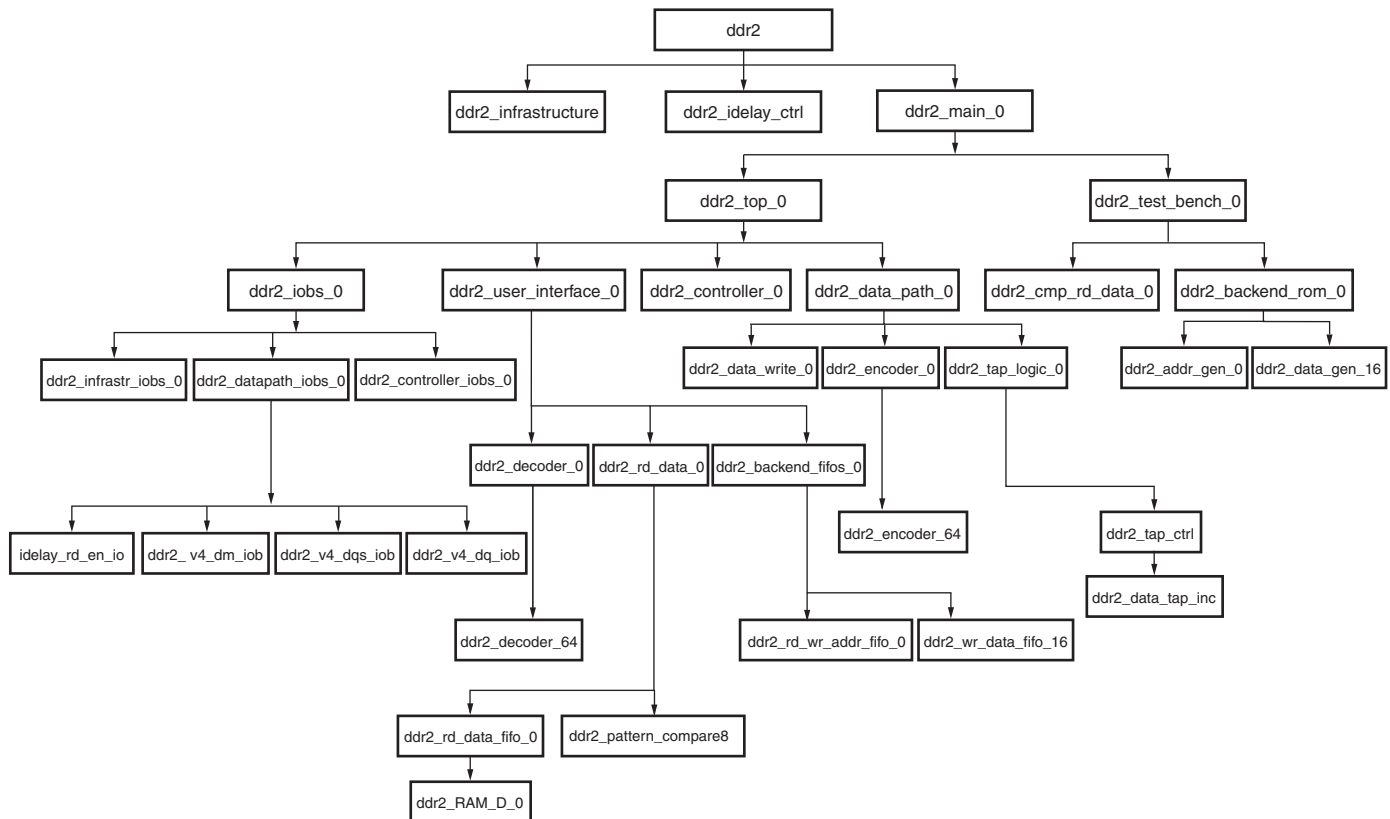 ddr2
ddr2_infrastructure
ddr2_idelay_ctrl
ddr2_main_0
ddr2_top_0
ddr2_test_bench_0
ddr2_iobs_0
ddr2_user_interface_0
ddr2_controller_0
ddr2_data_path_0
ddr2_cmp_rd_data_0
ddr2_backend_rom_0
ddr2_infrastr_iobs_0
ddr2_datapath_iobs_0
ddr2_controller_iobs_0
ddr2_data_write_0
ddr2_encoder_0
ddr2_tap_logic_0
ddr2_addr_gen_0
ddr2_data_gen_16
ddr2_decoder_0
ddr2_rd_data_0
ddr2_backend_fifos_0
idelay_rd_en_io
ddr2_ v4_dm_iob
ddr2_v4_dqs_iob
ddr2_v4_dq_iob
ddr2_encoder_64
ddr2_tap_ctrl
ddr2_data_tap_inc
ddr2_decoder_64
ddr2_rd_wr_addr_fifo_0
ddr2_wr_data_fifo_16
ddr2_rd_data_fifo_0
ddr2_pattern_compare8
ddr2_RAM_D_0